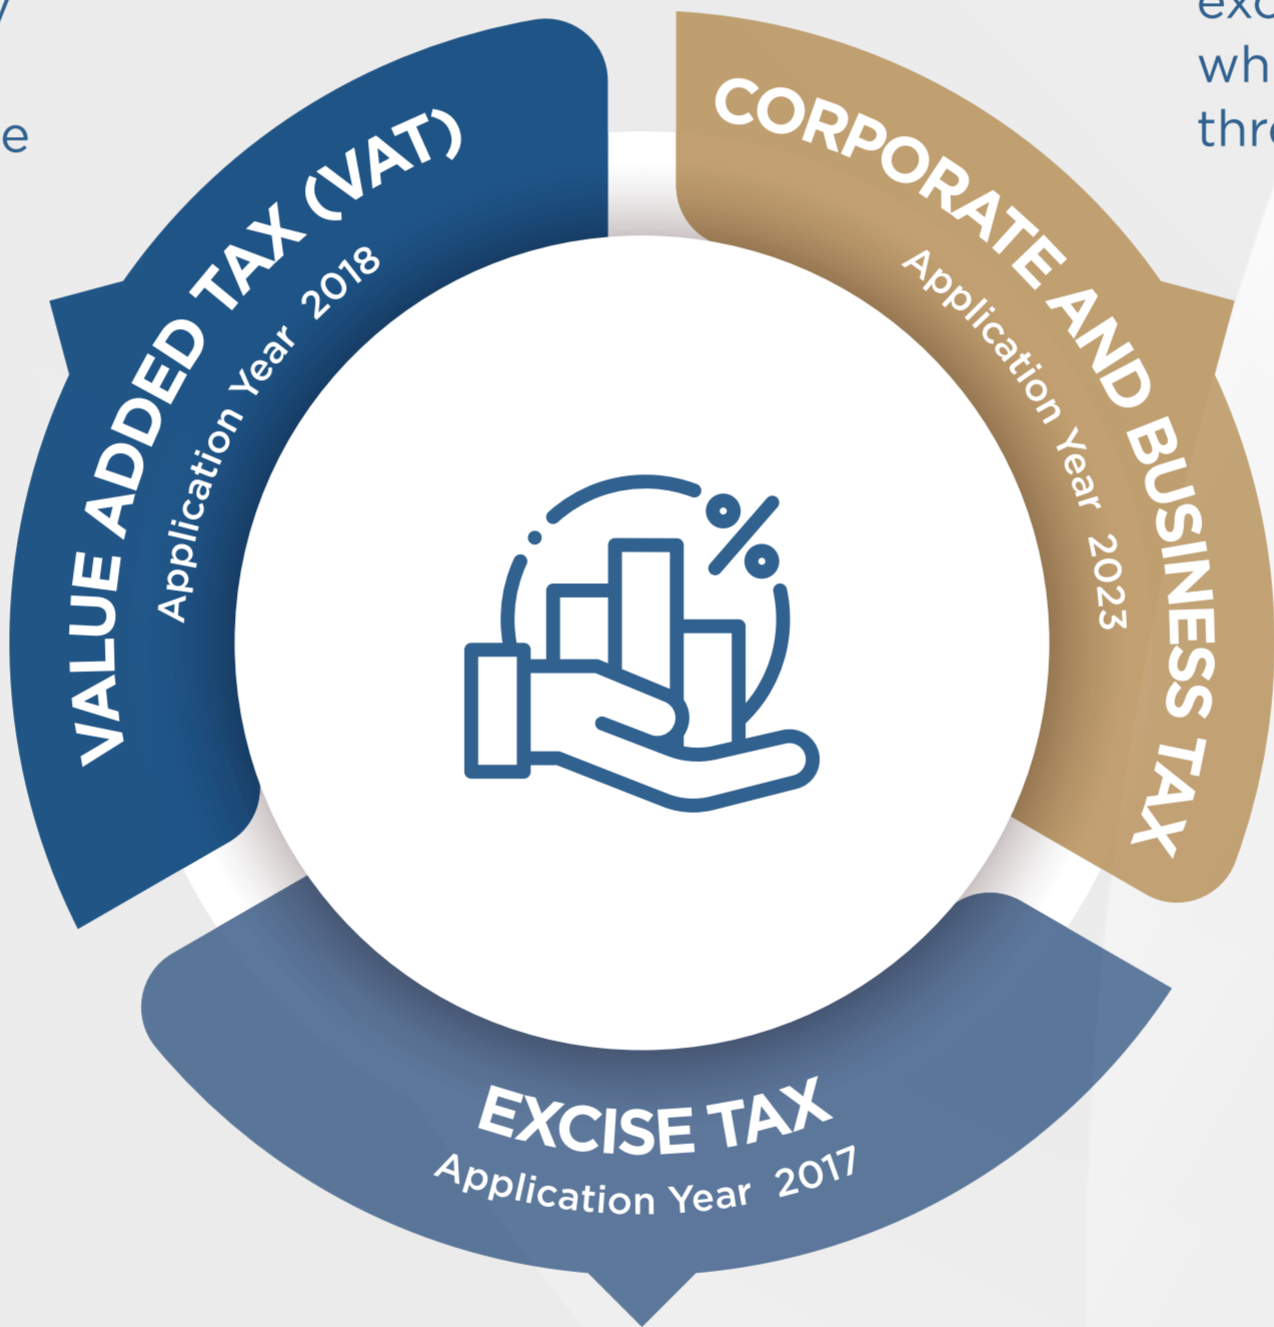 VALUE ADDED TAX (VAT)
Application Year 2018
CORPORATE AND BUSINESS TAX
Application Year 2023
EXCISE TAX
Application Year 2017
%